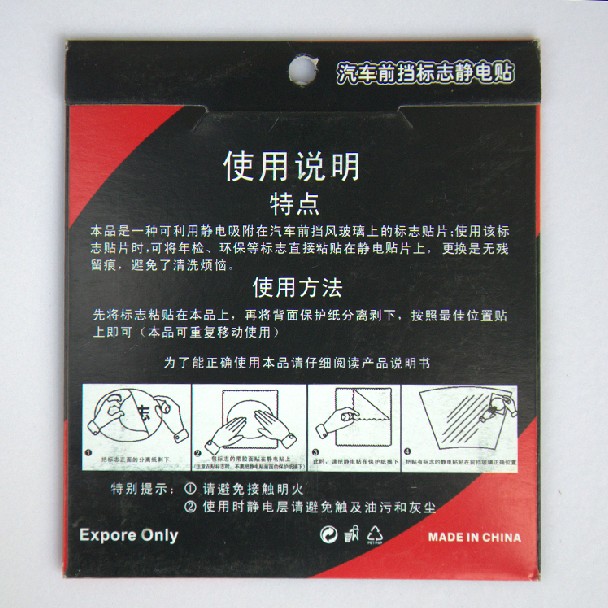 汽车前挡标志静电贴
使用说明
特点
本品是一种可利用静电吸附在汽车前挡风玻璃上的标志贴片;使用该标
志贴片时,可将年检、环保等标志直接粘贴在静电贴片上，更换是无残
留痕，避免了清洗烦恼。
使用方法
先将标志粘贴在本品上，再将背面保护纸分离剥下，按照最佳位置贴
上即可（本品可重复移动使用）
为了能正确使用本品请仔细阅读产品说明书
特别提示：① 请避免接触明火
② 使用时静电层请避免触及油污和灰尘
Expore Only
MADE IN CHINA